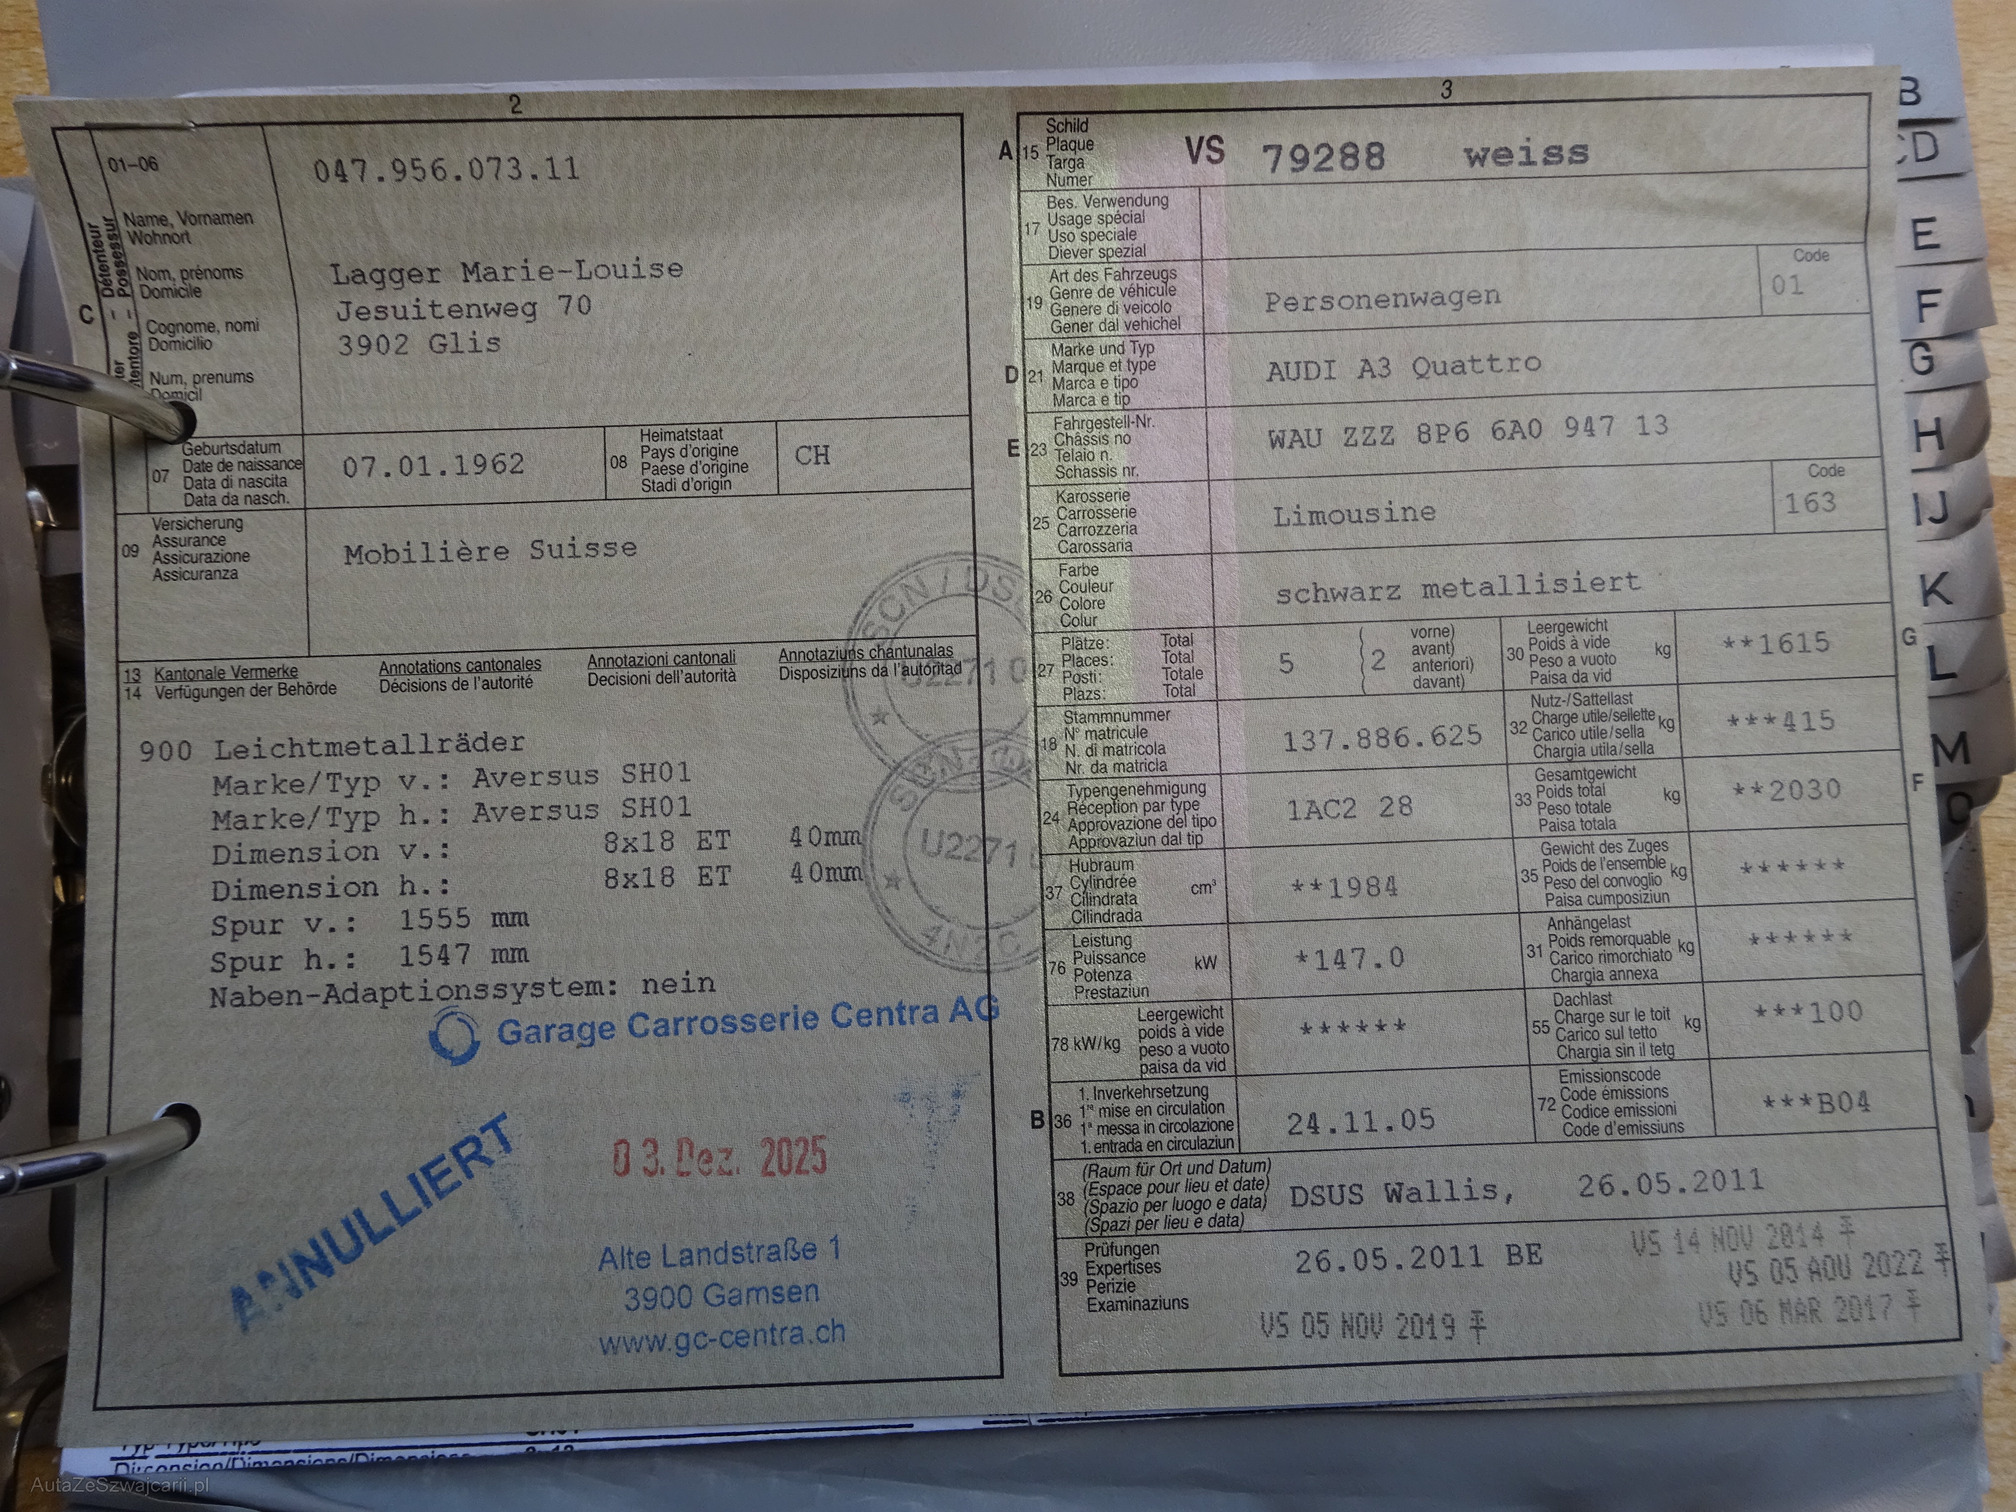 2
01-06
047.956.073.11
C
Détenteur
Possessur
Name, Vornamen
Wohnort
Nom, prénoms
Domicile
Cognome, nomi
Domicilio
Num, prenums
Domicil
Lagger Marie-Louise
Jesuitenweg 70
3902 Glis
07
Geburtsdatum
Date de naissance
Data di nascita
Data da nasch.
07.01.1962
08
Heimatstaat
Pays d'origine
Paese d'origine
Stadi d'origin
CH
09
Versicherung
Assurance
Assicurazione
Assicuranza
Mobilière Suisse
13 Kantonale Vermerke Annotations cantonales Annotazioni cantonali Annotaziuns chantunalas
14 Verfügungen der Behörde Décisions de l'autorité Decisioni dell'autorità Disposiziuns da l'autoritad
900 Leichtmetallräder
Marke/Typ v.: Aversus SH01
Marke/Typ h.: Aversus SH01
Dimension v.: 8x18 ET 40mm
Dimension h.: 8x18 ET 40mm
Spur v.: 1555 mm
Spur h.: 1547 mm
Naben-Adaptionssystem: nein
Garage Carrosserie Centra AG
ANNULLIERT
03. Dez. 2025
Alte Landstraße 1
3900 Gamsen
www.gc-centra.ch
U2271
U2271
3
A 15
Schild
Plaque
Targa
Numer
VS 79288 weiss
17
Bes. Verwendung
Usage spécial
Uso speciale
Diever spezial
19
Art des Fahrzeugs
Genre de véhicule
Genere di veicolo
Gener dal vehichel
Personenwagen
Code
01
D 21
Marke und Typ
Marque et type
Marca e tipo
Marca e tip
AUDI A3 Quattro
E 23
Fahrgestell-Nr.
Châssis no
Telaio n.
Schassis nr.
WAU ZZZ 8P6 6A0 947 13
25
Karosserie
Carrosserie
Carrozzeria
Carossaria
Limousine
Code
163
26
Farbe
Couleur
Colore
Colur
schwarz metallisiert
27
Plätze: Total
Places: Total
Posti: Totale
Plazs: Total
5
2
vorne)
avant)
anteriori)
davant)
30
Leergewicht
Poids à vide
Peso a vuoto
Paisa da vid
kg
**1615
G
18
Stammnummer
N° matricule
N. di matricola
Nr. da matricla
137.886.625
32
Nutz-/Sattellast
Charge utile/sellette
Carico utile/sella
Chargia utila/sella
kg
***415
24
Typengenehmigung
Réception par type
Approvazione del tipo
Approvaziun dal tip
1AC2 28
33
Gesamtgewicht
Poids total
Peso totale
Paisa totala
kg
**2030
F
37
Hubraum
Cylindrée
Cilindrata
Cilindrada
cm³
**1984
35
Gewicht des Zuges
Poids de l'ensemble
Peso del convoglio
Paisa cumposiziun
kg
******
76
Leistung
Puissance
Potenza
Prestaziun
kW
*147.0
31
Anhängelast
Poids remorquable
Carico rimorchiato
Chargia annexa
kg
******
78 kW/kg
Leergewicht
poids à vide
peso a vuoto
paisa da vid
******
55
Dachlast
Charge sur le toit
Carico sul tetto
Chargia sin il tetg
kg
***100
B 36
1. Inverkehrsetzung
1re mise en circulation
1a messa in circolazione
1. entrada en circulaziun
24.11.05
72
Emissionscode
Code émissions
Codice emissioni
Code d'emissiuns
***B04
38
(Raum für Ort und Datum)
(Espace pour lieu et date)
(Spazio per luogo e data)
(Spazi per lieu e data)
DSUS Wallis, 26.05.2011
39
Prüfungen
Expertises
Perizie
Examinaziuns
26.05.2011 BE
VS 14 NOV 2014
VS 05 AOU 2022
VS 06 MAR 2017
VS 05 NOV 2019
B
CD
E
F
G
H
IJ
K
L
M
O
Dimension/Dimensions/Dimensione
AutaZeSzwajcarii.pl